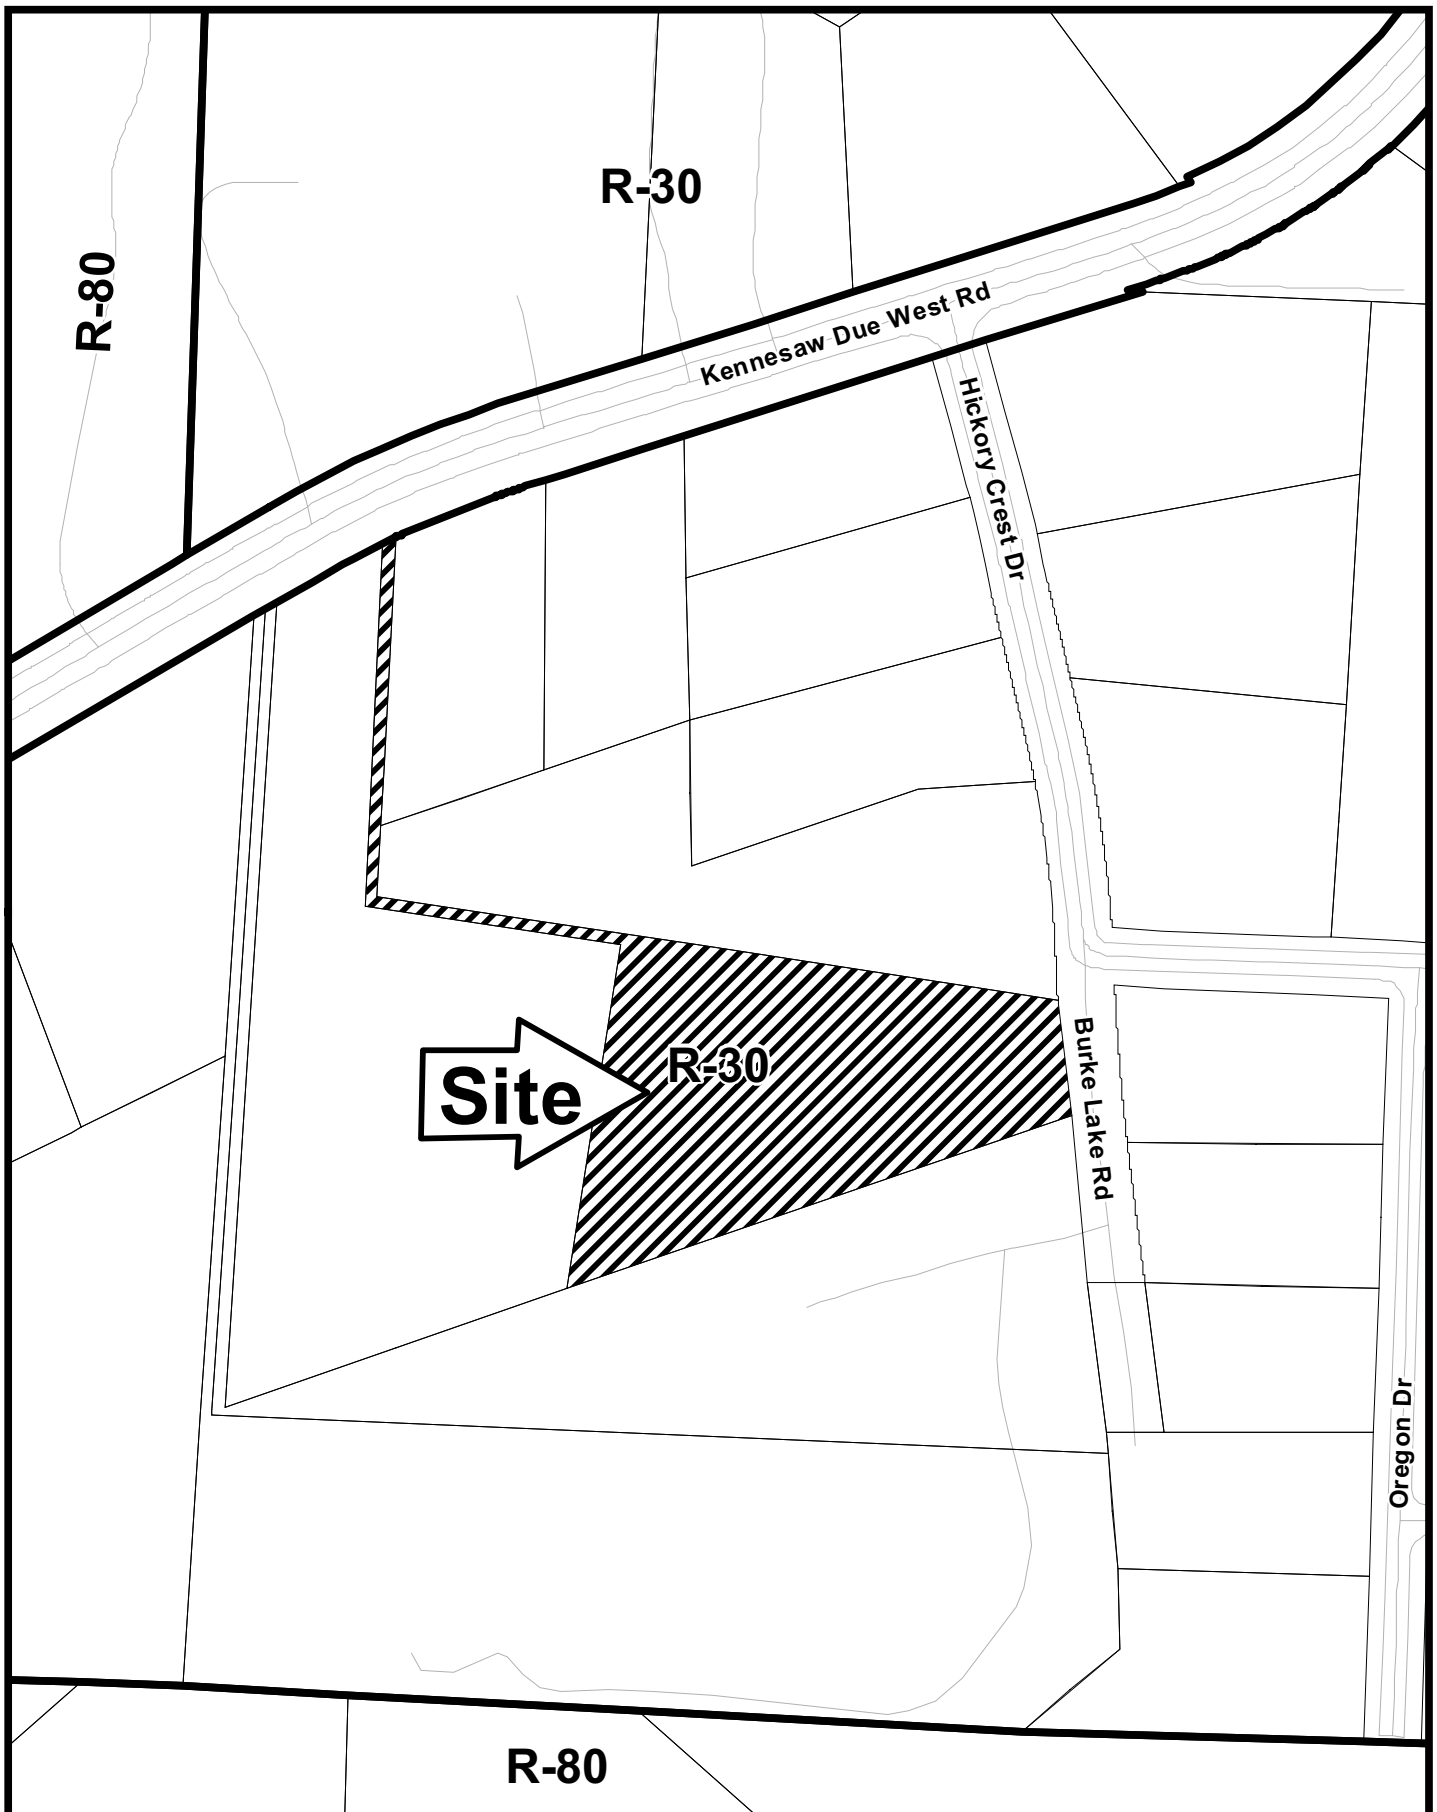 R-30
R-80
Kennesaw Due West Rd
Hickory Crest Dr
R-30
Site
Burke Lake Rd
Oregon Dr
R-80